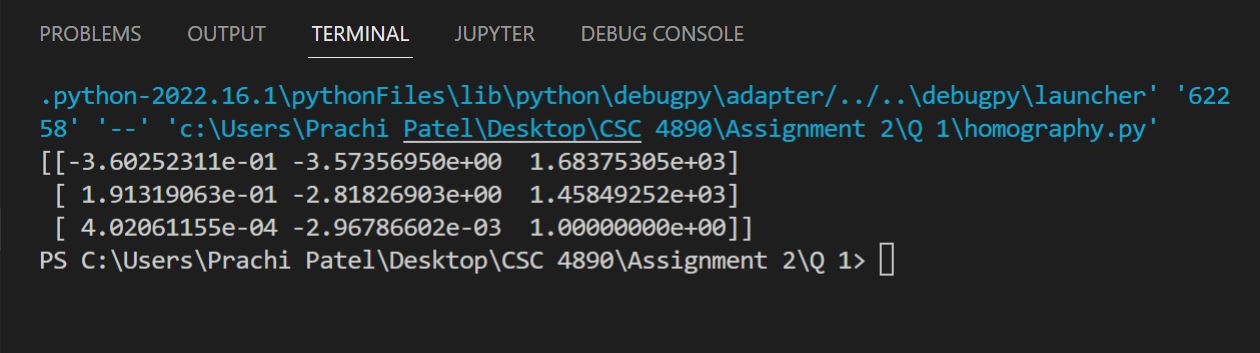 PROBLEMS OUTPUT TERMINAL JUPYTER DEBUG CONSOLE
.python-2022.16.1\pythonFiles\lib\python\debugpy\adapter/../..\debugpy\launcher' '622
58' '--' 'c:\Users\Prachi Patel\Desktop\CSC 4890\Assignment 2\Q 1\homography.py'
[[-3.60252311e-01 -3.57356950e+00  1.68375305e+03]
 [ 1.91319063e-01 -2.81826903e+00  1.45849252e+03]
 [ 4.02061155e-04 -2.96786602e-03  1.00000000e+00]]
PS C:\Users\Prachi Patel\Desktop\CSC 4890\Assignment 2\Q 1>